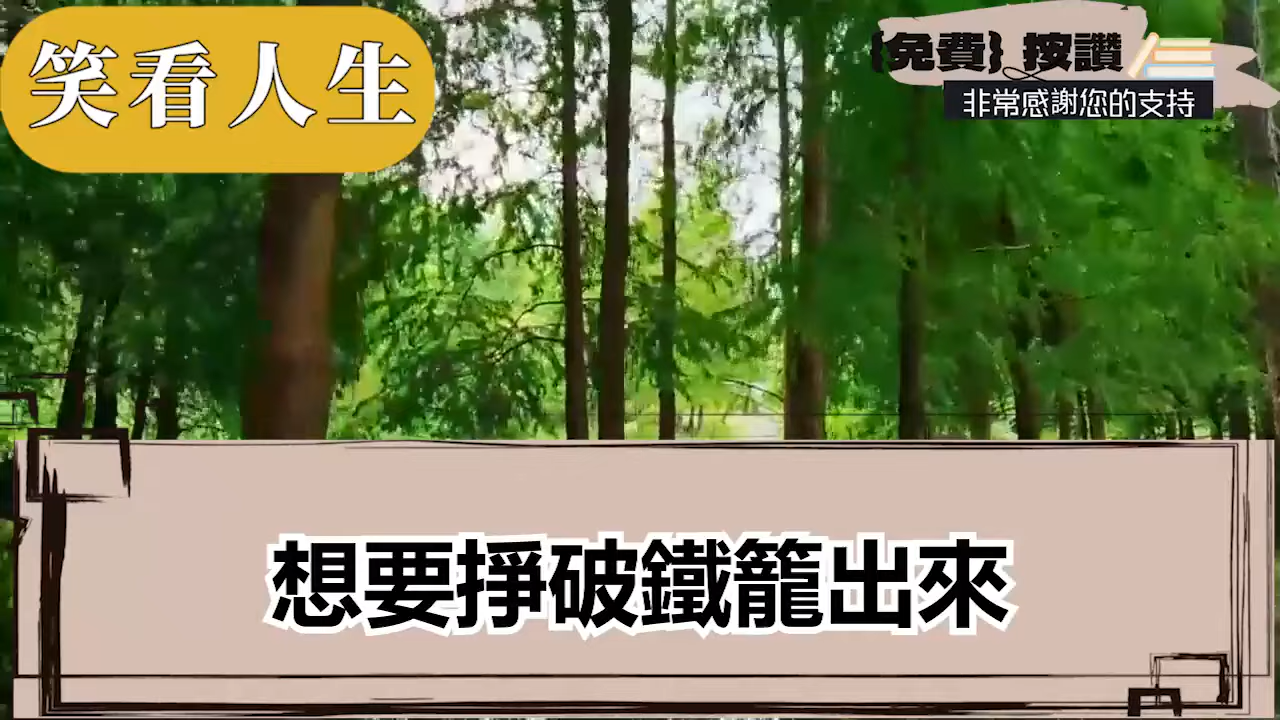 笑看人生
{免費} 按讚
非常感謝您的支持
想要掙破鐵籠出來